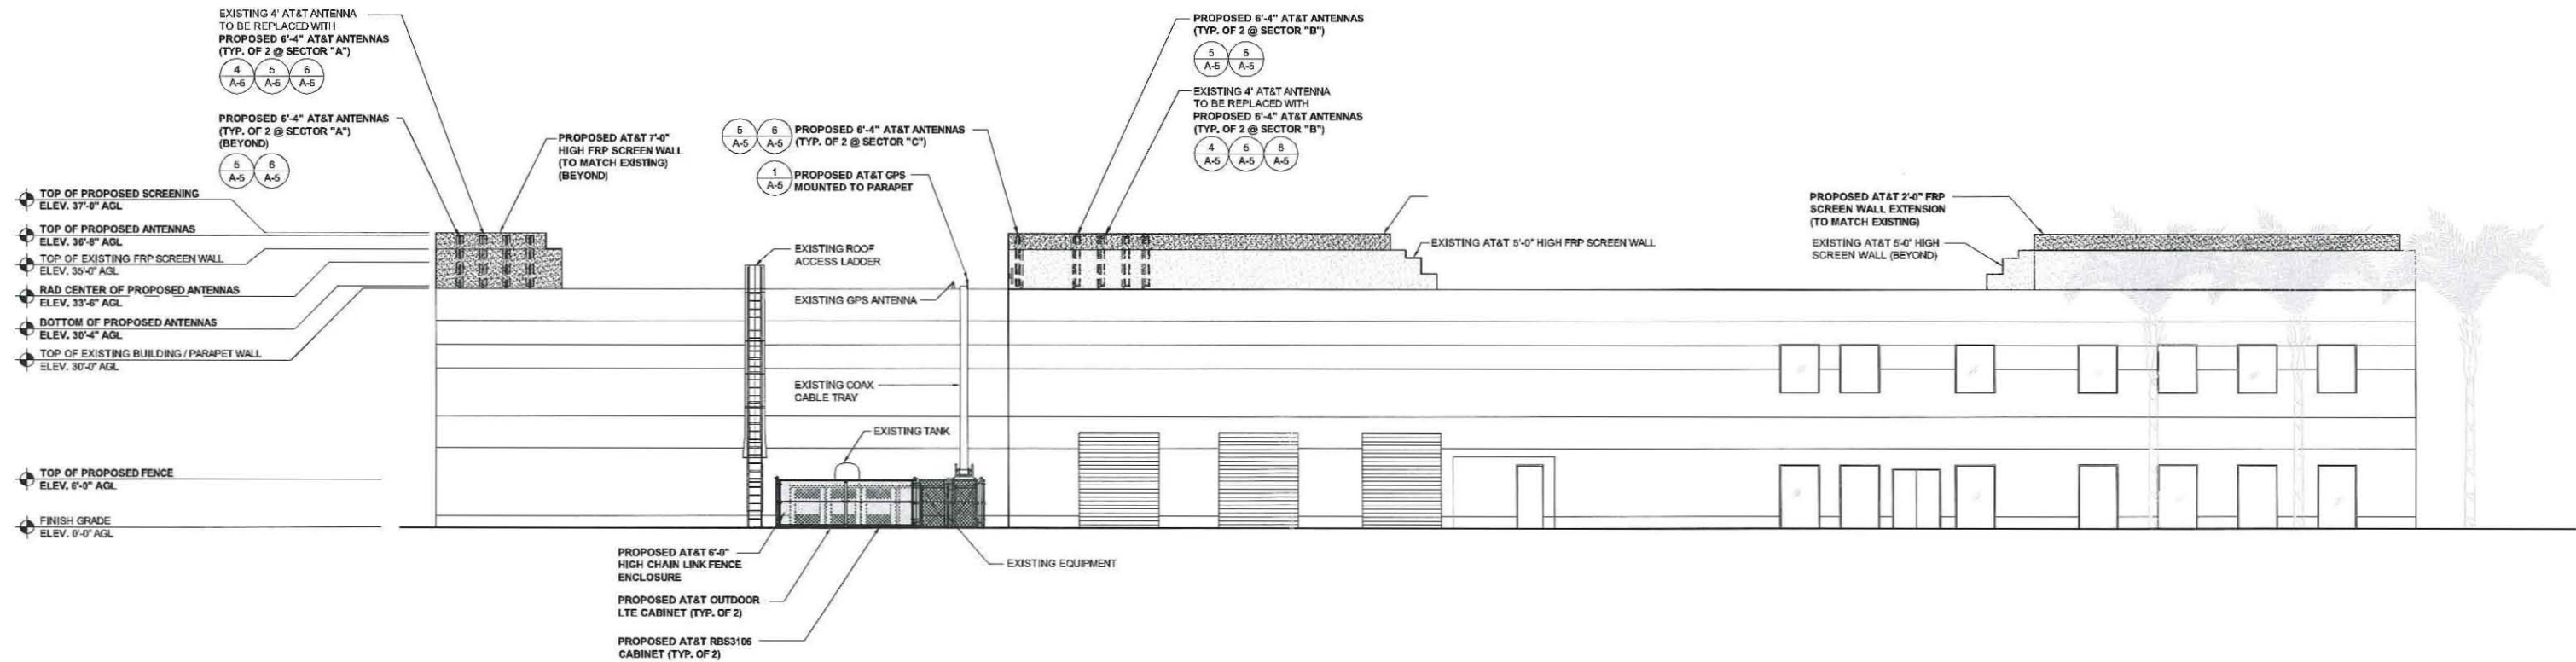 EXISTING 4' AT&T ANTENNA
TO BE REPLACED WITH
PROPOSED 6'-4" AT&T ANTENNAS
(TYP. OF 2 @ SECTOR "A")
4 5 6
A-5 A-5 A-5
PROPOSED 6'-4" AT&T ANTENNAS
(TYP. OF 2 @ SECTOR "A")
(BEYOND)
5 6
A-5 A-5
PROPOSED AT&T 7'-0"
HIGH FRP SCREEN WALL
(TO MATCH EXISTING)
(BEYOND)
5 6
A-5 A-5
PROPOSED 6'-4" AT&T ANTENNAS
(TYP. OF 2 @ SECTOR "C")
1
A-5
PROPOSED AT&T GPS
MOUNTED TO PARAPET
PROPOSED 6'-4" AT&T ANTENNAS
(TYP. OF 2 @ SECTOR "B")
5 6
A-5 A-5
EXISTING 4' AT&T ANTENNA
TO BE REPLACED WITH
PROPOSED 6'-4" AT&T ANTENNAS
(TYP. OF 2 @ SECTOR "B")
4 5 6
A-5 A-5 A-5
PROPOSED AT&T 2'-0" FRP
SCREEN WALL EXTENSION
(TO MATCH EXISTING)
EXISTING AT&T 5'-0" HIGH
SCREEN WALL (BEYOND)
EXISTING AT&T 5'-0" HIGH FRP SCREEN WALL
TOP OF PROPOSED SCREENING
ELEV. 37'-0" AGL
TOP OF PROPOSED ANTENNAS
ELEV. 36'-8" AGL
TOP OF EXISTING FRP SCREEN WALL
ELEV. 35'-0" AGL
RAD CENTER OF PROPOSED ANTENNAS
ELEV. 33'-6" AGL
BOTTOM OF PROPOSED ANTENNAS
ELEV. 30'-4" AGL
TOP OF EXISTING BUILDING / PARAPET WALL
ELEV. 30'-0" AGL
TOP OF PROPOSED FENCE
ELEV. 6'-0" AGL
FINISH GRADE
ELEV. 0'-0" AGL
EXISTING ROOF
ACCESS LADDER
EXISTING GPS ANTENNA
EXISTING COAX
CABLE TRAY
EXISTING TANK
PROPOSED AT&T 6'-0"
HIGH CHAIN LINK FENCE
ENCLOSURE
PROPOSED AT&T OUTDOOR
LTE CABINET (TYP. OF 2)
PROPOSED AT&T RBS3106
CABINET (TYP. OF 2)
EXISTING EQUIPMENT